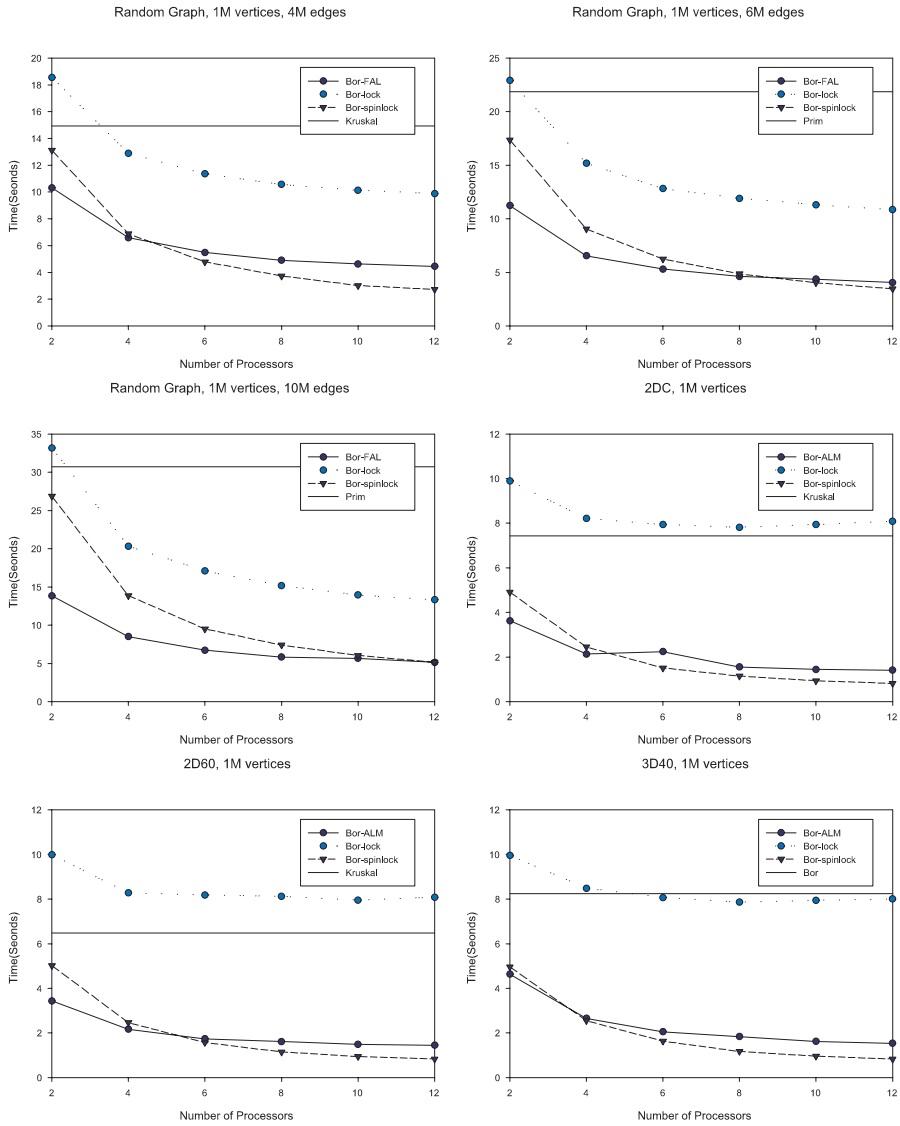 Random Graph, 1M vertices, 4M edges
Random Graph, 1M vertices, 6M edges
Time(Seonds)
20
18
16
14
12
10
8
6
4
2
0
Bor-FAL
Bor-lock
Bor-spinlock
Kruskal
2 4 6 8 10 12
Number of Processors
Time(Seonds)
25
20
15
10
5
0
Bor-FAL
Bor-lock
Bor-spinlock
Prim
2 4 6 8 10 12
Number of Processors
Random Graph, 1M vertices, 10M edges
2DC, 1M vertices
Time(Seonds)
35
30
25
20
15
10
5
0
Bor-FAL
Bor-lock
Bor-spinlock
Prim
2 4 6 8 10 12
Number of Processors
Time(Seonds)
12
10
8
6
4
2
0
Bor-ALM
Bor-lock
Bor-spinlock
Kruskal
2 4 6 8 10 12
Number of Processors
2D60, 1M vertices
3D40, 1M vertices
Time(Seonds)
12
10
8
6
4
2
0
Bor-ALM
Bor-lock
Bor-spinlock
Kruskal
2 4 6 8 10 12
Number of Processors
Time(Seonds)
12
10
8
6
4
2
0
Bor-ALM
Bor-lock
Bor-spinlock
Bor
2 4 6 8 10 12
Number of Processors